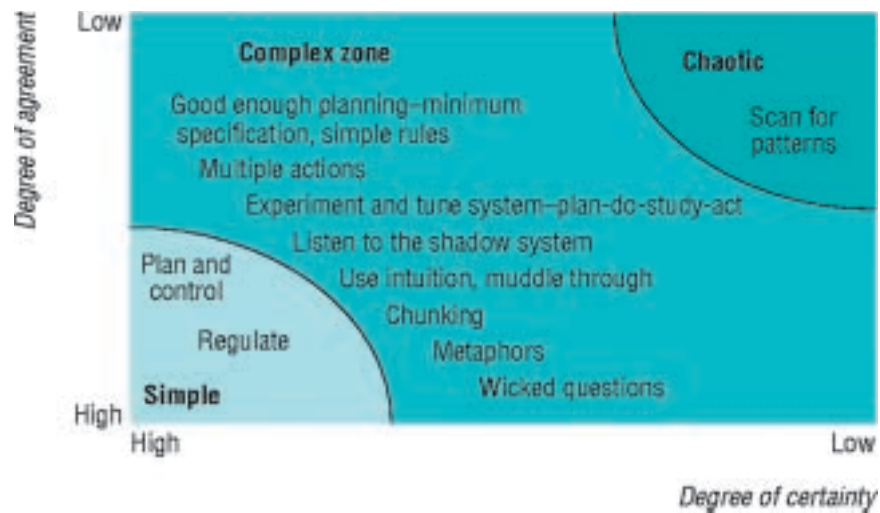 Degree of agreement
Low
Complex zone
Chaotic
Good enough planning–minimum
specification, simple rules
Scan for
patterns
Multiple actions
Experiment and tune system–plan-do-study-act
Listen to the shadow system
Plan and
control
Use intuition, muddle through
Chunking
Regulate
Metaphors
Wicked questions
Simple
High
High
Low
Degree of certainty